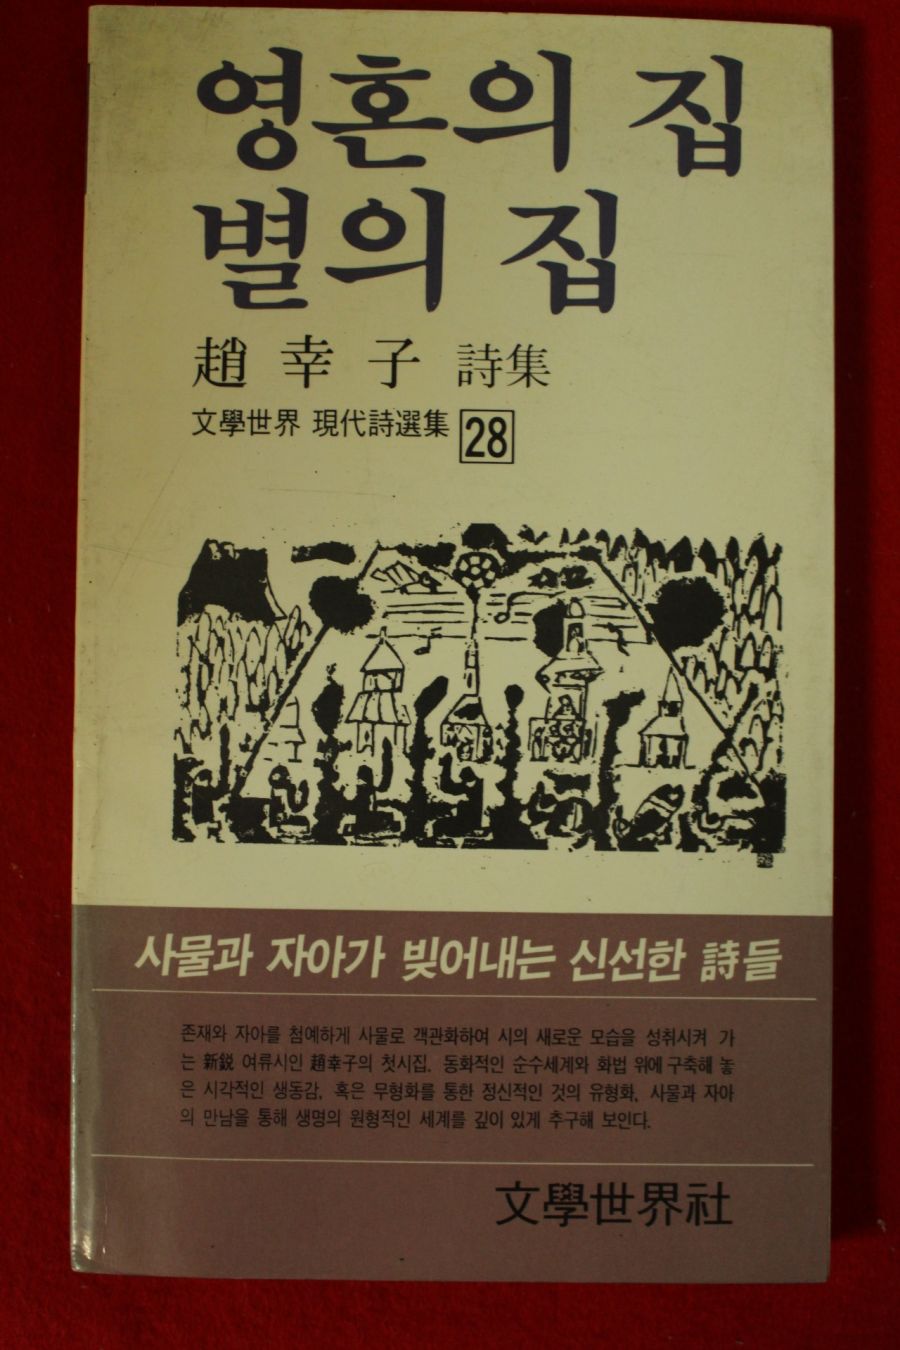 영혼의 집
별의 집
趙 幸 子 詩集
文學世界 現代詩選集 28
사물과 자아가 빚어내는 신선한 詩들
존재와 자아를 첨예하게 사물로 객관화하여 시의 새로운 모습을 성취시켜 가
는 新銳 여류시인 趙幸子의 첫시집. 동화적인 순수세계와 화법 위에 구축해 놓
은 시각적인 생동감, 혹은 무형화를 통한 정신적인 것의 유형화, 사물과 자아
의 만남을 통해 생명의 원형적인 세계를 깊이 있게 추구해 보인다.
文學世界社